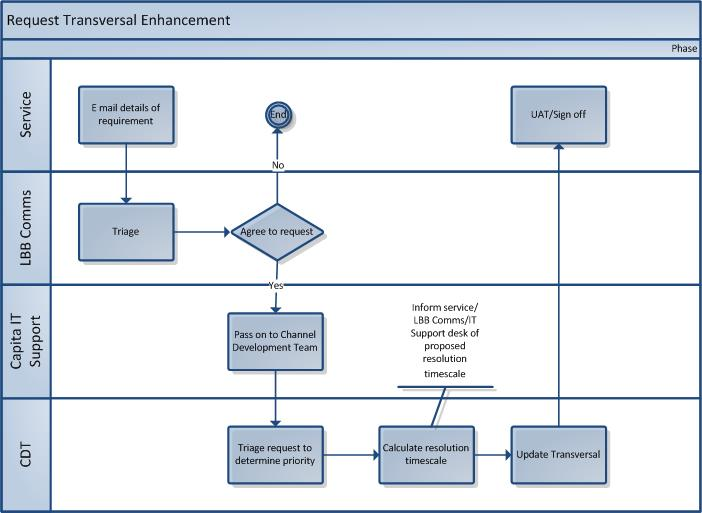 Request Transversal Enhancement
Phase
Service
E mail details of
requirement
End
UAT/Sign off
No
LBB Comms
Triage
Agree to request
Yes
Capita IT
Support
Pass on to Channel
Development Team
Inform service/
LBB Comms/IT
Support desk of
proposed
resolution
timescale
CDT
Triage request to
determine priority
Calculate resolution
timescale
Update Transversal